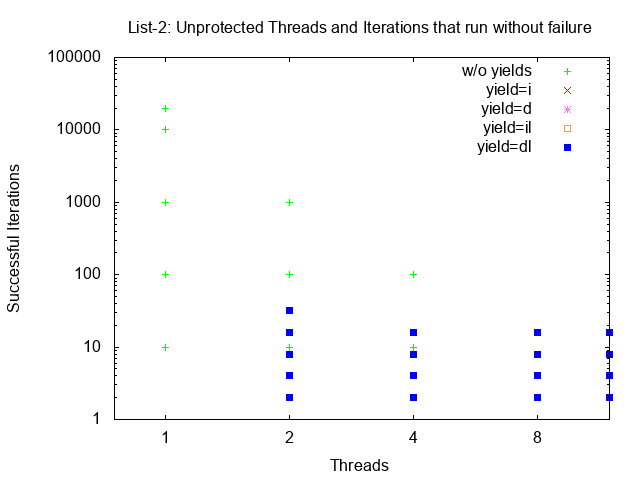 List-2: Unprotected Threads and Iterations that run without failure
100000
10000
1000
100
10
1
Successful Iterations
w/o yields
yield=i
yield=d
yield=il
yield=dl
1
2
4
8
Threads